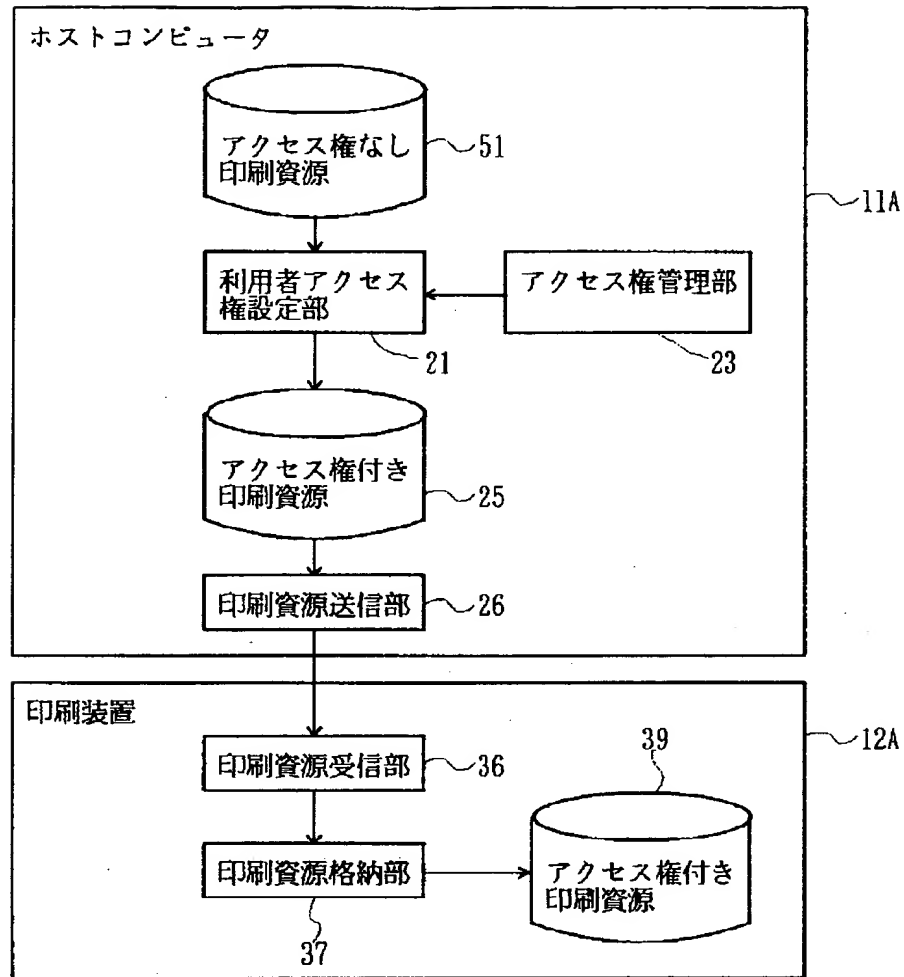 ホストコンピュータ
アクセス権なし
印刷資源
51
11A
利用者アクセス
権設定部
アクセス権管理部
21
23
アクセス権付き
印刷資源
25
印刷資源送信部
26
印刷装置
12A
印刷資源受信部
36
39
印刷資源格納部
アクセス権付き
印刷資源
37